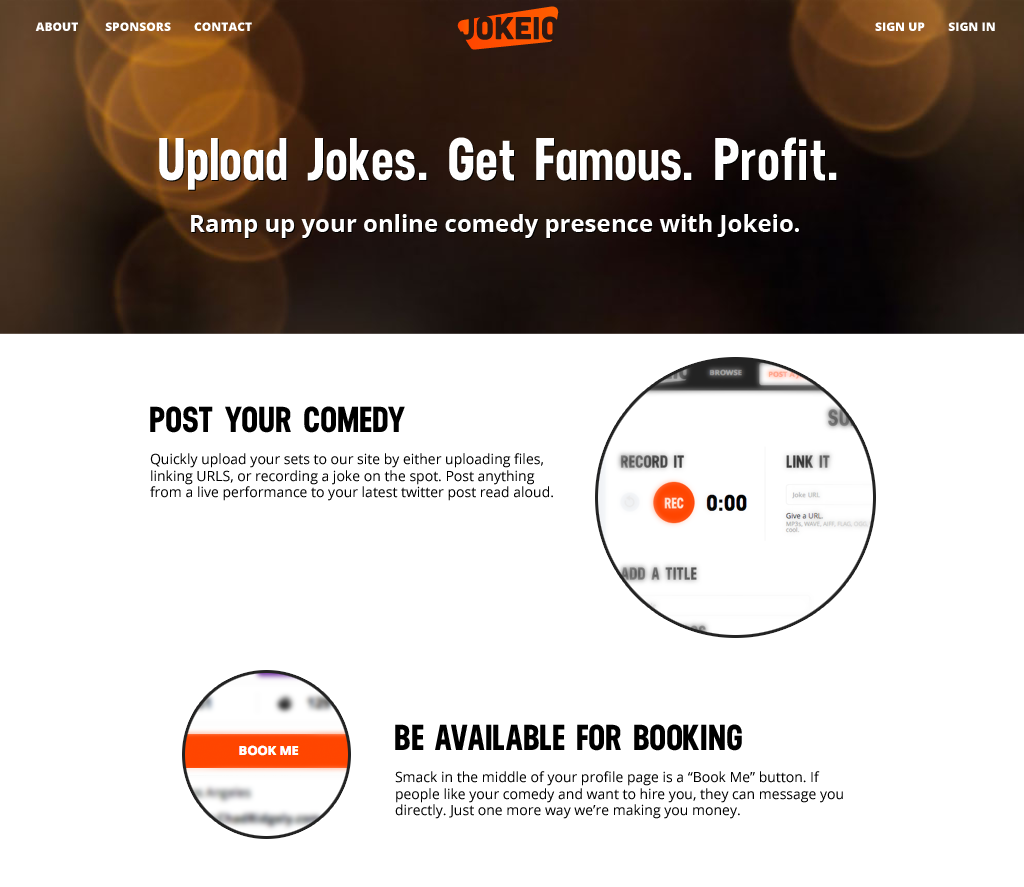 ABOUT SPONSORS CONTACT JOKEIO SIGN UP SIGN IN
Upload Jokes. Get Famous. Profit.
Ramp up your online comedy presence with Jokeio.
POST YOUR COMEDY
Quickly upload your sets to our site by either uploading files,
linking URLS, or recording a joke on the spot. Post anything
from a live performance to your latest twitter post read aloud.
BROWSE POST
RECORD IT LINK IT
REC 0:00 Joke URL
Give a URL.
MP3s, WAVE, AIFF, FLAC, OGG,
cool.
ADD A TITLE
BOOK ME
Angeles
BE AVAILABLE FOR BOOKING
Smack in the middle of your profile page is a “Book Me” button. If
people like your comedy and want to hire you, they can message you
directly. Just one more way we’re making you money.